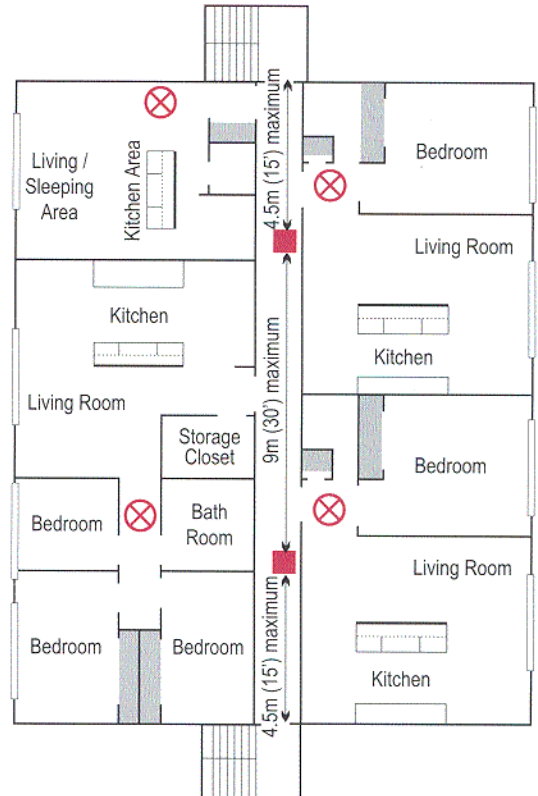 4.5m (15') maximum
Living /
Sleeping
Area
Kitchen Area
Bedroom
Living Room
Kitchen
Kitchen
Living Room
9m (30') maximum
Storage
Closet
Bedroom
Bedroom
Bath
Room
Living Room
Bedroom
Bedroom
4.5m (15') maximum
Kitchen